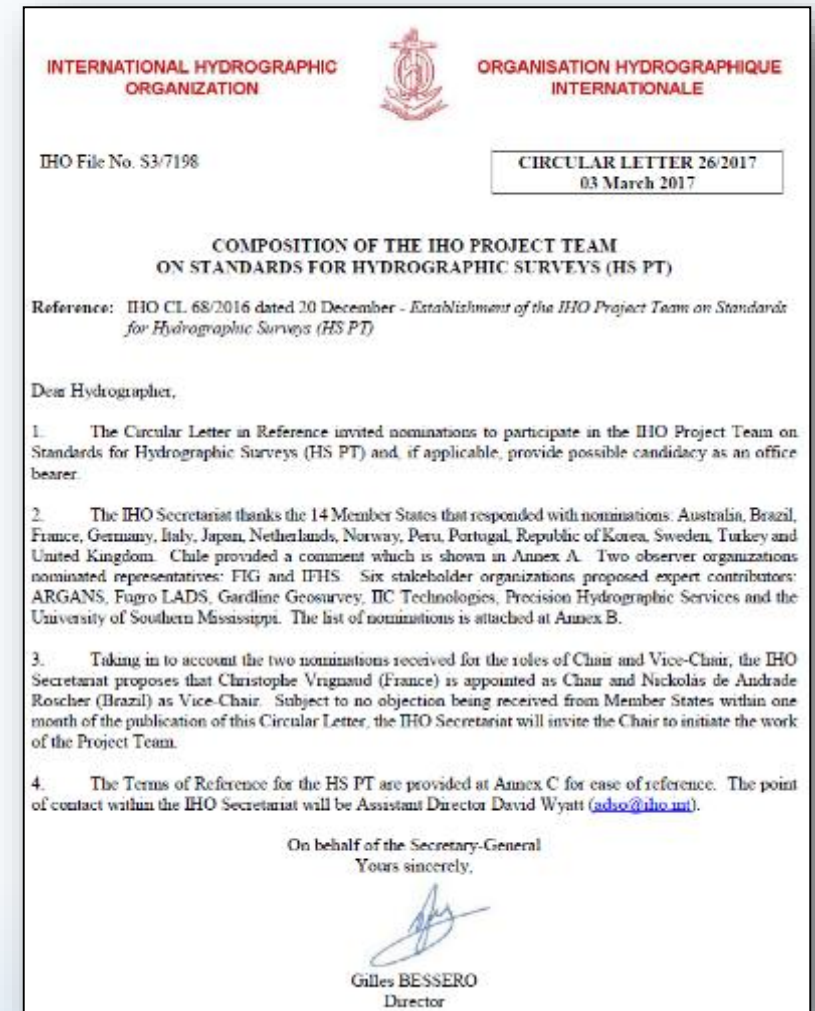 INTERNATIONAL HYDROGRAPHIC
ORGANIZATION
ORGANISATION HYDROGRAPHIQUE
INTERNATIONALE
IHO File No. S3/7198
CIRCULAR LETTER 26/2017
03 March 2017
COMPOSITION OF THE IHO PROJECT TEAM
ON STANDARDS FOR HYDROGRAPHIC SURVEYS (HS PT)
Reference: IHO CL 68/2016 dated 20 December - Establishment of the IHO Project Team on Standards
for Hydrographic Surveys (HS PT)
Dear Hydrographer,
1. The Circular Letter in Reference invited nominations to participate in the IHO Project Team on
Standards for Hydrographic Surveys (HS PT) and, if applicable, provide possible candidacy as an office
bearer.
2. The IHO Secretariat thanks the 14 Member States that responded with nominations: Australia, Brazil,
France, Germany, Italy, Japan, Netherlands, Norway, Peru, Portugal, Republic of Korea, Sweden, Turkey and
United Kingdom. Chile provided a comment which is shown in Annex A. Two observer organizations
nominated representatives: FIG and IFHS. Six stakeholder organizations proposed expert contributors:
ARGANS, Fugro LADS, Gardline Geosurvey, IIC Technologies, Precision Hydrographic Services and the
University of Southern Mississippi. The list of nominations is attached at Annex B.
3. Taking in to account the two nominations received for the roles of Chair and Vice-Chair, the IHO
Secretariat proposes that Christophe Vrignaud (France) is appointed as Chair and Nickolás de Andrade
Roscher (Brazil) as Vice-Chair. Subject to no objection being received from Member States within one
month of the publication of this Circular Letter, the IHO Secretariat will invite the Chair to initiate the work
of the Project Team.
4. The Terms of Reference for the HS PT are provided at Annex C for ease of reference. The point
of contact within the IHO Secretariat will be Assistant Director David Wyatt (adso@iho.int).
On behalf of the Secretary-General
Yours sincerely,
Gilles BESSERO
Director